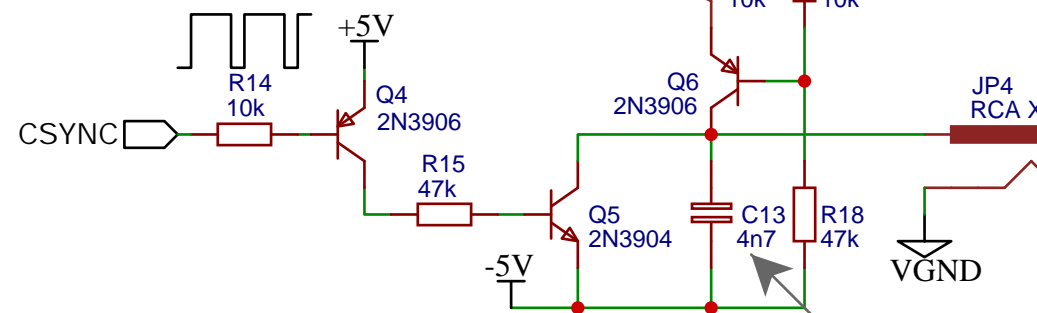 10k
10k
+5V
R14
10k
CSYNC
Q4
2N3906
Q6
2N3906
JP4
RCA X
R15
47k
Q5
2N3904
C13
4n7
R18
47k
-5V
VGND